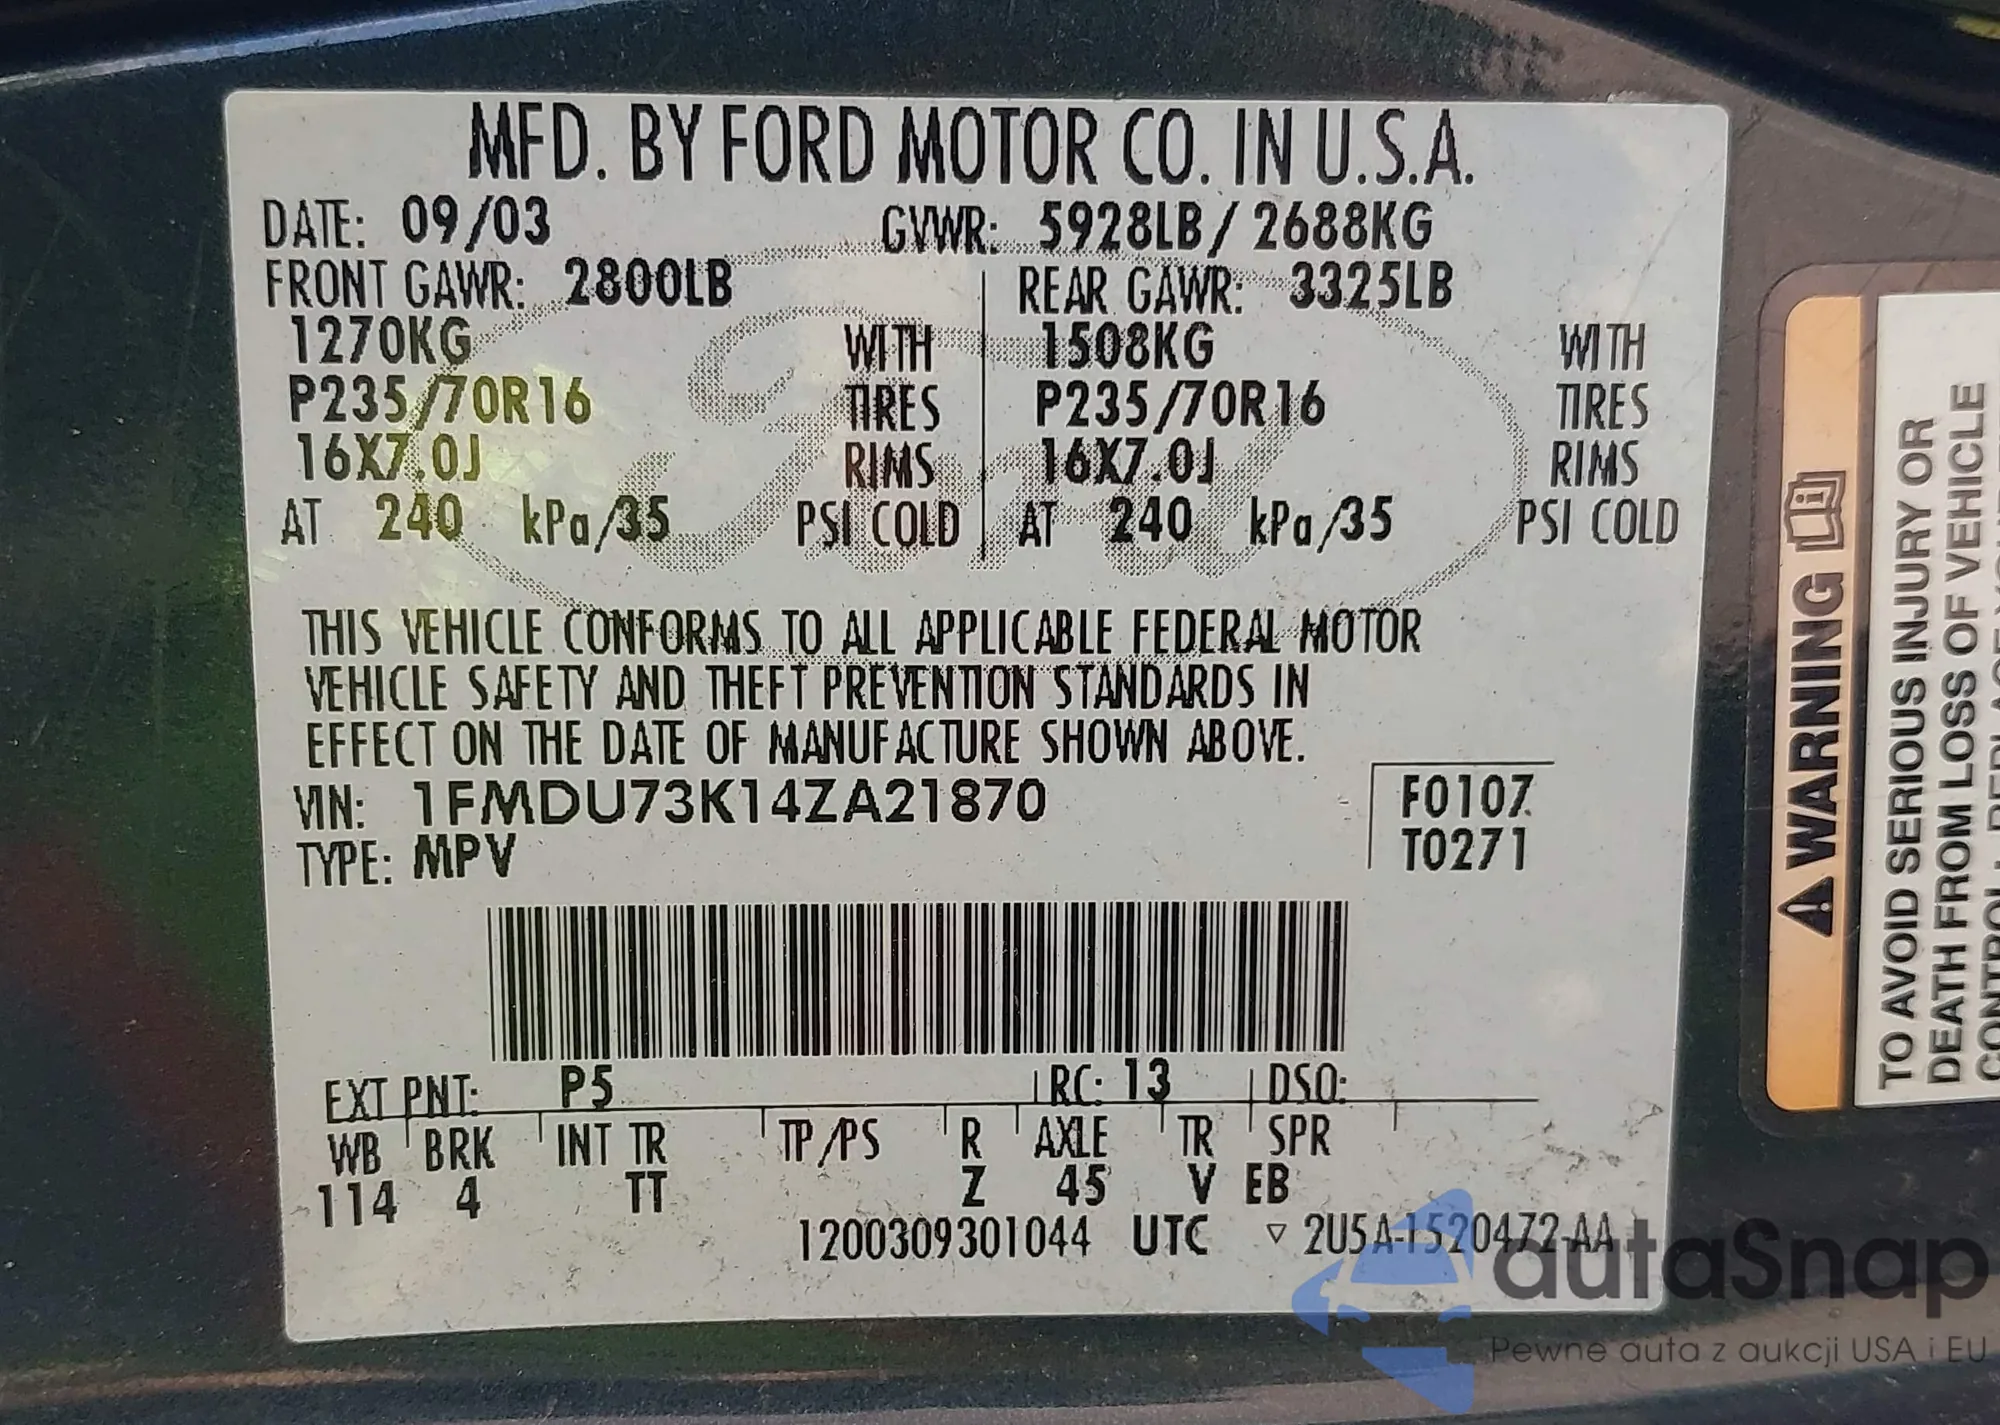 MFD. BY FORD MOTOR CO. IN U.S.A.
DATE: 09/03 GVWR: 5928LB/2688KG
FRONT GAWR: 2800LB REAR GAWR: 3325LB
1270KG WITH 1508KG WITH
P235/70R16 TIRES P235/70R16 TIRES
16X7.0J RIMS 16X7.0J RIMS
AT 240 kPa/35 PSI COLD AT 240 kPa/35 PSI COLD
THIS VEHICLE CONFORMS TO ALL APPLICABLE FEDERAL MOTOR
VEHICLE SAFETY AND THEFT PREVENTION STANDARDS IN
EFFECT ON THE DATE OF MANUFACTURE SHOWN ABOVE.
VIN: 1FMDU73K14ZA21870 F0107
TYPE: MPV T0271
EXT PNT: P5 RC: 13 DSO:
WB BRK INT TR TP/PS R AXLE TR SPR
114 4 TT Z 45 V EB
1200309301044 UTC ▽ 2U5A-1520472-AA
Ford
⚠ WARNING
TO AVOID SERIOUS INJURY OR
DEATH FROM LOSS OF VEHICLE
autaSnap
Pewne auta z aukcji USA i EU